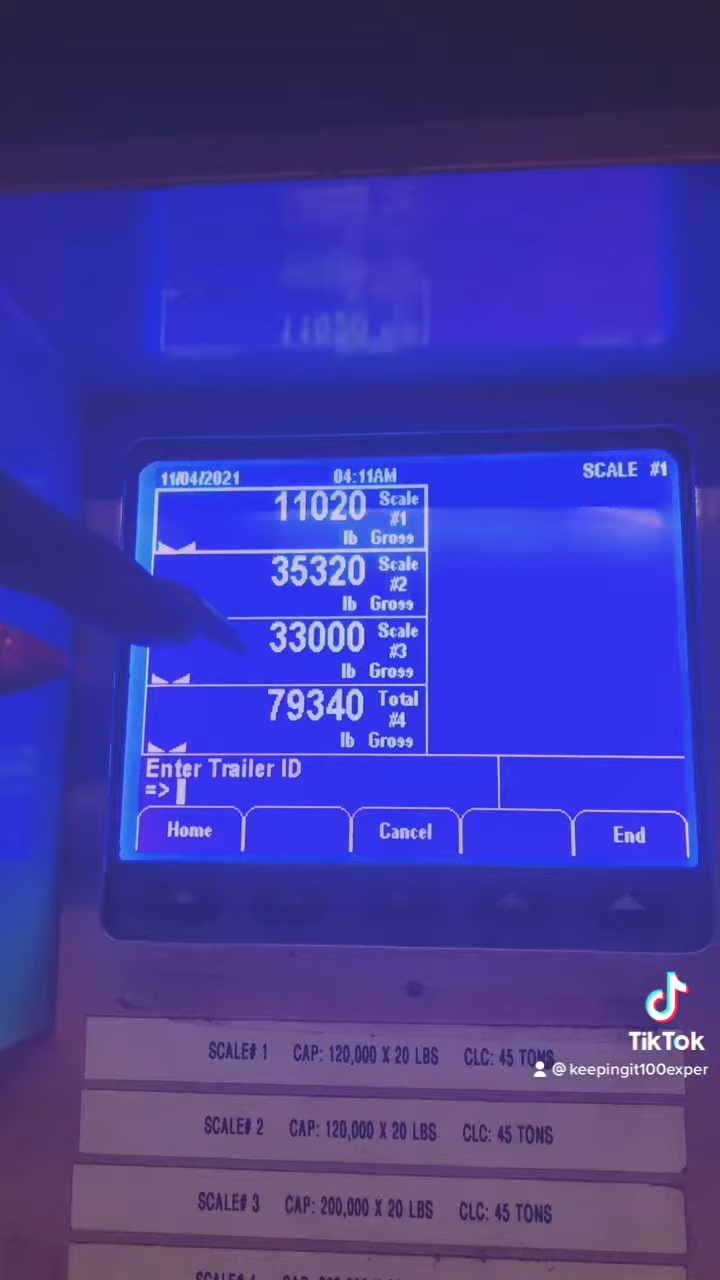 11020
11/04/2021 04:11AM SCALE #1
11020 Scale
#1
lb Gross
35320 Scale
#2
lb Gross
33000 Scale
#3
lb Gross
79340 Total
#4
lb Gross
Enter Trailer ID
=>
Home Cancel End
TikTok
@keepingit100exper
SCALE# 1 CAP: 120,000 X 20 LBS CLC: 45 TONS
SCALE# 2 CAP: 120,000 X 20 LBS CLC: 45 TONS
SCALE# 3 CAP: 200,000 X 20 LBS CLC: 45 TONS